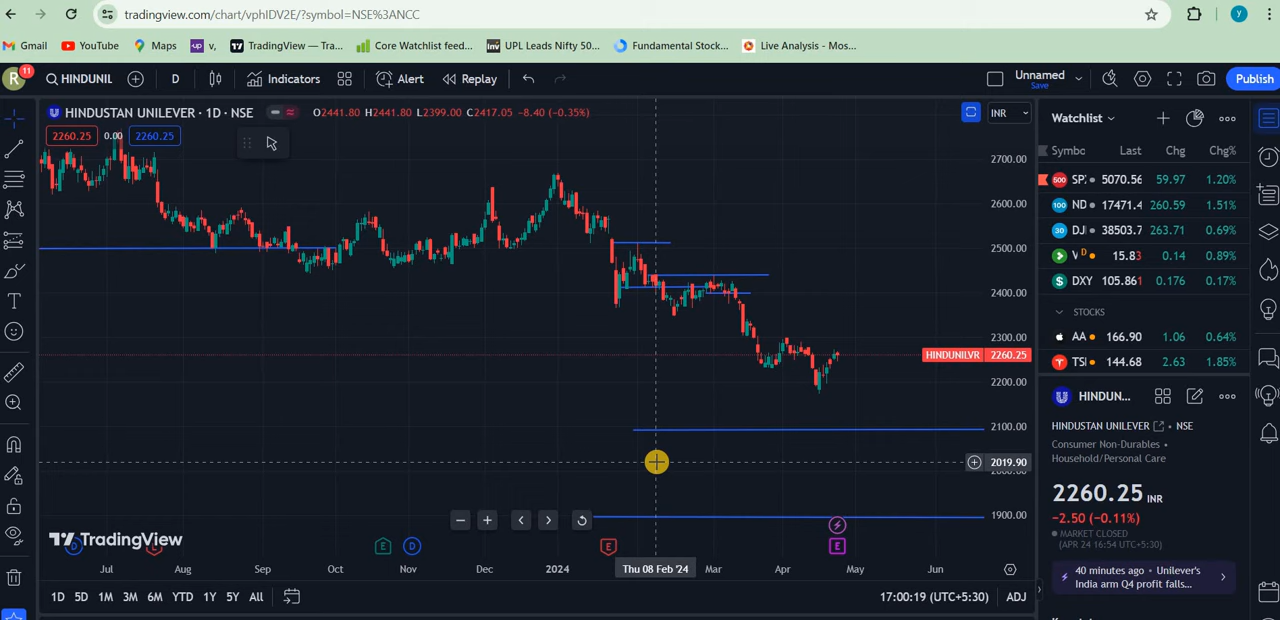 tradingview.com/chart/vphIDV2E/?symbol=NSE%3ANCC
y
Gmail YouTube Maps v, TradingView — Tra... Core Watchlist feed... UPL Leads Nifty 50... Fundamental Stock... Live Analysis - Mos...
R 11 HINDUNIL D Indicators Alert Replay Unnamed Save Publish
HINDUSTAN UNILEVER · 1D · NSE O2441.80 H2441.80 L2399.00 C2417.05 -8.40 (-0.35%) INR
2260.25 0.00 2260.25
2700.00
2600.00
2500.00
2400.00
2300.00
HINDUNILVR 2260.25
2200.00
2100.00
2019.90
1900.00
TradingView
D E D E E
Jul Aug Sep Oct Nov Dec 2024 Thu 08 Feb '24 Mar Apr May Jun
1D 5D 1M 3M 6M YTD 1Y 5Y All 17:00:19 (UTC+5:30) ADJ
Watchlist
Symbc Last Chg Chg%
500 SP 5070.56 59.97 1.20%
100 ND 17471.4 260.59 1.51%
30 DJ 38503.7 263.71 0.69%
V D 15.83 0.14 0.89%
$ DXY 105.861 0.176 0.17%
STOCKS
AA 166.90 1.06 0.64%
TS 144.68 2.63 1.85%
HINDUN...
HINDUSTAN UNILEVER • NSE
Consumer Non-Durables •
Household/Personal Care
2260.25 INR
−2.50 (−0.11%)
MARKET CLOSED
(APR 24 16:54 UTC+5:30)
40 minutes ago • Unilever's
India arm Q4 profit falls...